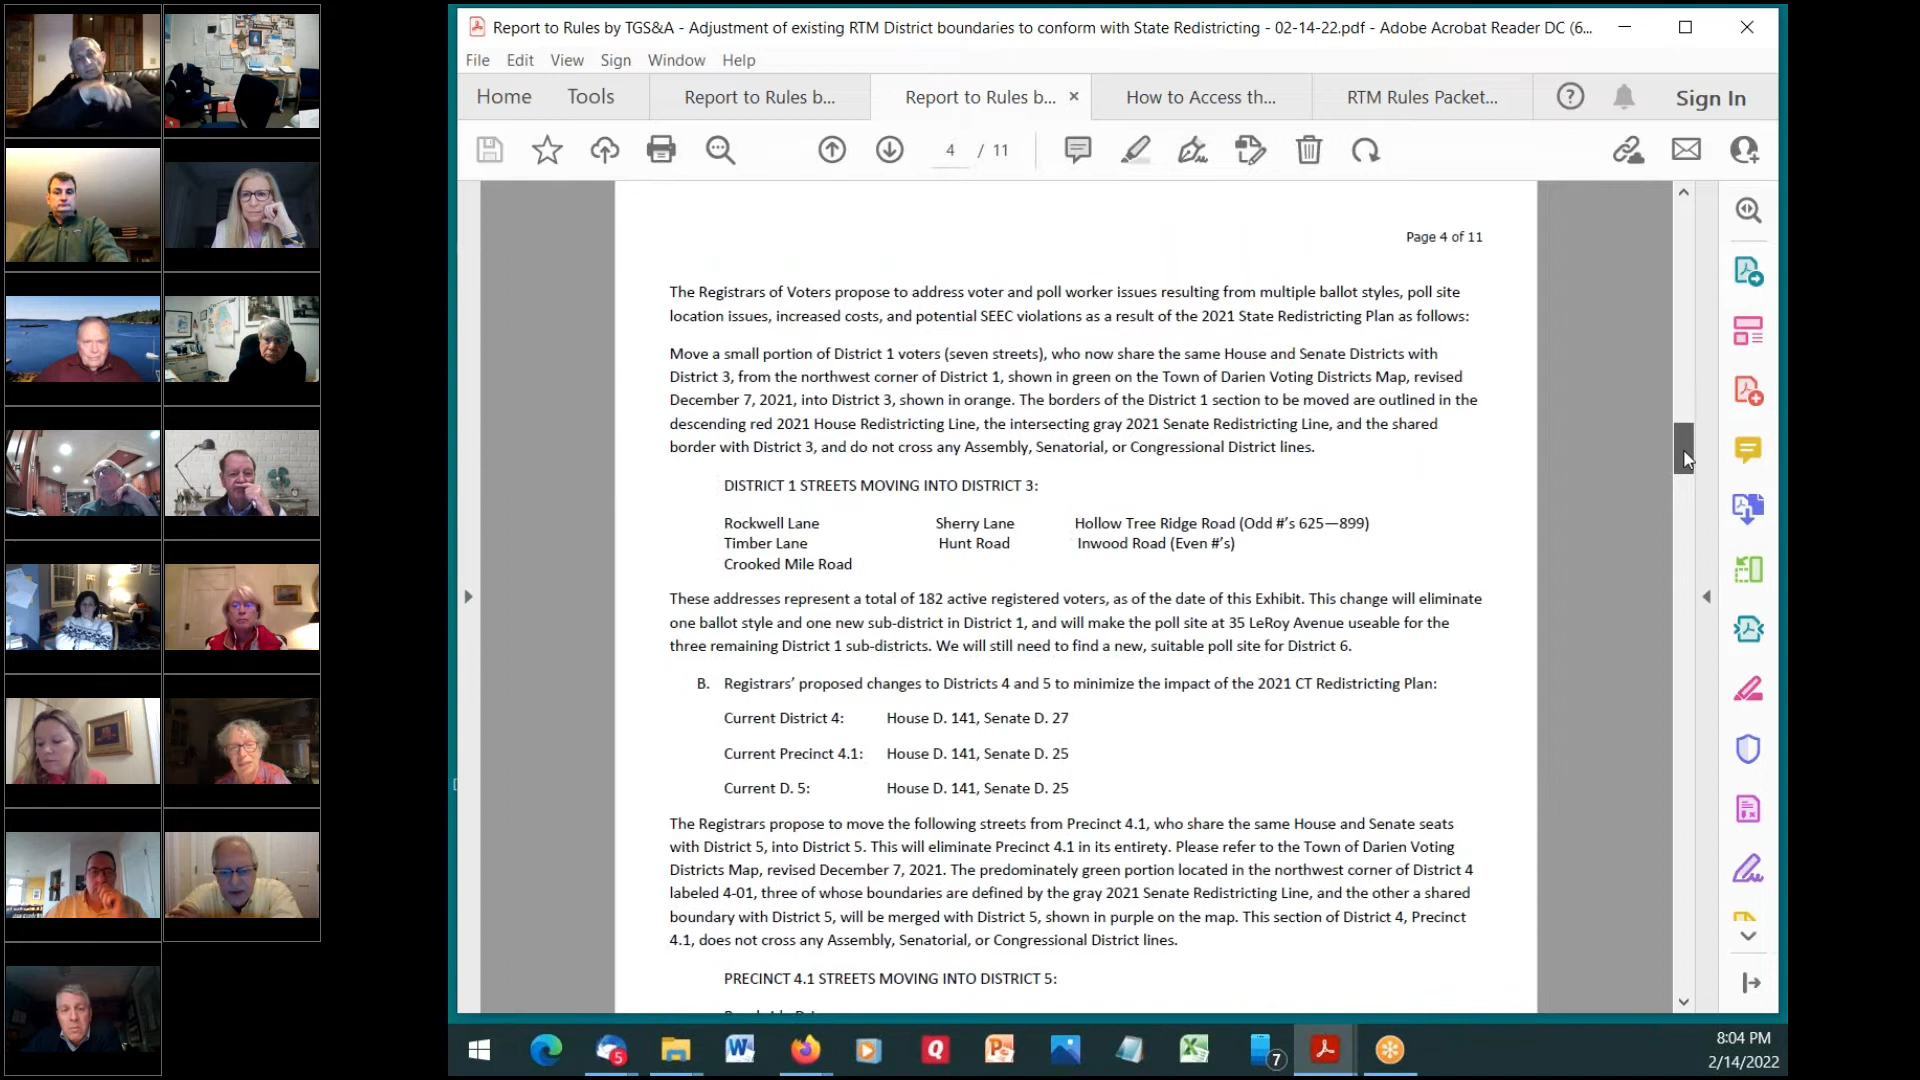 Report to Rules by TGS&A - Adjustment of existing RTM District boundaries to conform with State Redistricting - 02-14-22.pdf - Adobe Acrobat Reader DC (6...
File Edit View Sign Window Help
Home Tools Report to Rules b... Report to Rules b... How to Access th... RTM Rules Packet... Sign In
4 / 11
Page 4 of 11
The Registrars of Voters propose to address voter and poll worker issues resulting from multiple ballot styles, poll site
location issues, increased costs, and potential SEEC violations as a result of the 2021 State Redistricting Plan as follows:
Move a small portion of District 1 voters (seven streets), who now share the same House and Senate Districts with
District 3, from the northwest corner of District 1, shown in green on the Town of Darien Voting Districts Map, revised
December 7, 2021, into District 3, shown in orange. The borders of the District 1 section to be moved are outlined in the
descending red 2021 House Redistricting Line, the intersecting gray 2021 Senate Redistricting Line, and the shared
border with District 3, and do not cross any Assembly, Senatorial, or Congressional District lines.
DISTRICT 1 STREETS MOVING INTO DISTRICT 3:
Rockwell Lane Sherry Lane Hollow Tree Ridge Road (Odd #'s 625—899)
Timber Lane Hunt Road Inwood Road (Even #'s)
Crooked Mile Road
These addresses represent a total of 182 active registered voters, as of the date of this Exhibit. This change will eliminate
one ballot style and one new sub-district in District 1, and will make the poll site at 35 LeRoy Avenue useable for the
three remaining District 1 sub-districts. We will still need to find a new, suitable poll site for District 6.
B. Registrars' proposed changes to Districts 4 and 5 to minimize the impact of the 2021 CT Redistricting Plan:
Current District 4: House D. 141, Senate D. 27
Current Precinct 4.1: House D. 141, Senate D. 25
Current D. 5: House D. 141, Senate D. 25
The Registrars propose to move the following streets from Precinct 4.1, who share the same House and Senate seats
with District 5, into District 5. This will eliminate Precinct 4.1 in its entirety. Please refer to the Town of Darien Voting
Districts Map, revised December 7, 2021. The predominately green portion located in the northwest corner of District 4
labeled 4-01, three of whose boundaries are defined by the gray 2021 Senate Redistricting Line, and the other a shared
boundary with District 5, will be merged with District 5, shown in purple on the map. This section of District 4, Precinct
4.1, does not cross any Assembly, Senatorial, or Congressional District lines.
PRECINCT 4.1 STREETS MOVING INTO DISTRICT 5:
5
7
8:04 PM
2/14/2022